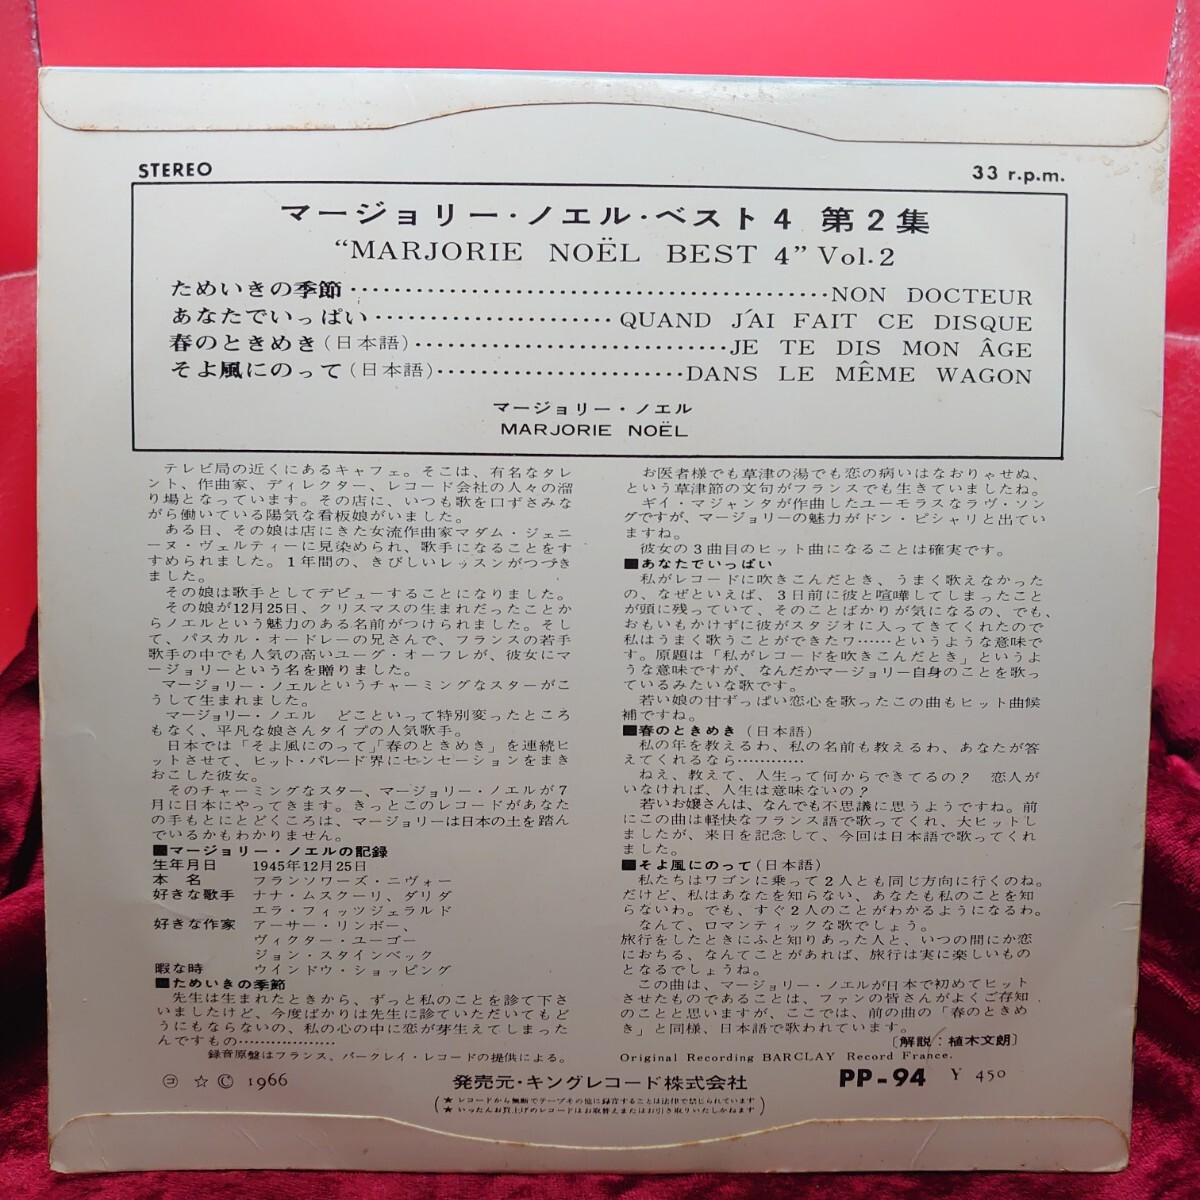 STEREO
33 r.p.m.
マージョリー・ノエル・ベスト4 第2集
“MARJORIE NOËL BEST 4” Vol.2
ためいきの季節・・・・・・・・・・・・・・・・・・・・・・・・・・・・NON DOCTEUR
あなたでいっぱい・・・・・・・・・・・・・・・・・・・・・QUAND J'AI FAIT CE DISQUE
春のときめき(日本語)・・・・・・・・・・・・・・・・・・・・・・・・・JE TE DIS MON ÂGE
そよ風にのって(日本語)・・・・・・・・・・・・・・・・・・・・・DANS LE MÊME WAGON
マージョリー・ノエル
MARJORIE NOËL
テレビ局の近くにあるキャフェ。そこは、有名なタレ
ント、作曲家、ディレクター、レコード会社の人々の溜
り場となっています。その店に、いつも歌を口ずさみな
がら働いている陽気な看板娘がいました。
ある日、その娘は店にきた女流作曲家マダム・ジェニ
ーヌ・ヴェルティーに見染められ、歌手になることをす
すめられました。1年間の、きびしいレッスンがつづき
ました。
その娘は歌手としてデビューすることになりました。
その娘が12月25日、クリスマスの生まれだったことか
らノエルという魅力のある名前がつけられました。そし
て、パスカル・オードレーの兄さんで、フランスの若手
歌手の中でも人気の高いユーグ・オーフレが、彼女にマ
ージョリーという名を贈りました。
マージョリー・ノエルというチャーミングなスターがこ
うして生まれました。
マージョリー・ノエル どこといって特別変ったところ
もなく、平凡な娘さんタイプの人気歌手。
日本では「そよ風にのって」「春のときめき」を連続ヒ
ットさせて、ヒット・パレード界にセンセーションをまき
おこした彼女。
そのチャーミングなスター、マージョリー・ノエルが7
月に日本にやってきます。きっとこのレコードがあなた
の手もとにとどくころは、マージョリーは日本の土を踏ん
でいるかもわかりません。
■マージョリー・ノエルの記録
生年月日 1945年12月25日
本 名 フランソワーズ・ニヴォー
好きな歌手 ナナ・ムスクーリ、ダリダ
エラ・フィッツジェラルド
好きな作家 アーサー・リンボー、
ヴィクター・ユーゴー
ジョン・スタインベック
暇な時 ウインドウ・ショッピング
■ためいきの季節
先生は生まれたときから、ずっと私のことを診て下さ
いましたけど、今度ばかりは先生に診ていただいてもど
うにもならないの、私の心の中に恋が芽生えてしまった
んですもの………………
録音原盤はフランス、バークレイ・レコードの提供による。
お医者様でも草津の湯でも恋の病いはなおりゃせぬ、
という草津節の文句がフランスでも生きていましたね。
ギイ・マジャンタが作曲したユーモラスなラヴ・ソン
グですが、マージョリーの魅力がドン・ピシャリと出てい
ますね。
彼女の3曲目のヒット曲になることは確実です。
■あなたでいっぱい
私がレコードに吹きこんだとき、うまく歌えなかった
の、なぜといえば、3日前に彼と喧嘩してしまったこと
が頭に残っていて、そのことばかりが気になるの、でも、
おもいもかけずに彼がスタジオに入ってきてくれたので
私はうまく歌うことができたワ……というような意味で
す。原題は「私がレコードを吹きこんだとき」というよ
うな意味ですが、なんだかマージョリー自身のことを歌っ
ているみたいな歌です。
若い娘の甘ずっぱい恋心を歌ったこの曲もヒット曲候
補ですね。
■春のときめき(日本語)
私の年を教えるわ、私の名前も教えるわ、あなたが答
えてくれるなら…………
ねえ、教えて、人生って何からできてるの? 恋人が
いなければ、人生は意味ないの?
若いお嬢さんは、なんでも不思議に思うようですね。前
にこの曲は軽快なフランス語で歌ってくれ、大ヒットし
ましたが、来日を記念して、今回は日本語で歌ってくれ
ました。
■そよ風にのって(日本語)
私たちはワゴンに乗って2人とも同じ方向に行くのね。
だけど、私はあなたを知らない、あなたも私のことを知
らないわ。でも、すぐ2人のことがわかるようになるわ。
なんて、ロマンティックな歌でしょう。
旅行をしたときにふと知りあった人と、いつの間にか恋
におちる、なんてことがあれば、旅行は実に楽しいもの
となるでしょうね。
この曲は、マージョリー・ノエルが日本で初めてヒット
させたものであることは、ファンの皆さんがよくご存知
のことと思いますが、ここでは、前の曲の「春のときめ
き」と同様、日本語で歌われています。
〔解説:植木文朗〕
Original Recording BARCLAY Record France.
㋵ ☆ Ⓒ 1966
発売元・キングレコード株式会社
PP-94 ¥ 450
(★ レコードから無断でテープその他に録音することは法律で禁じられています
★ いったんお買上げのレコードはお取替えまたはお引き取りいたしかねます)